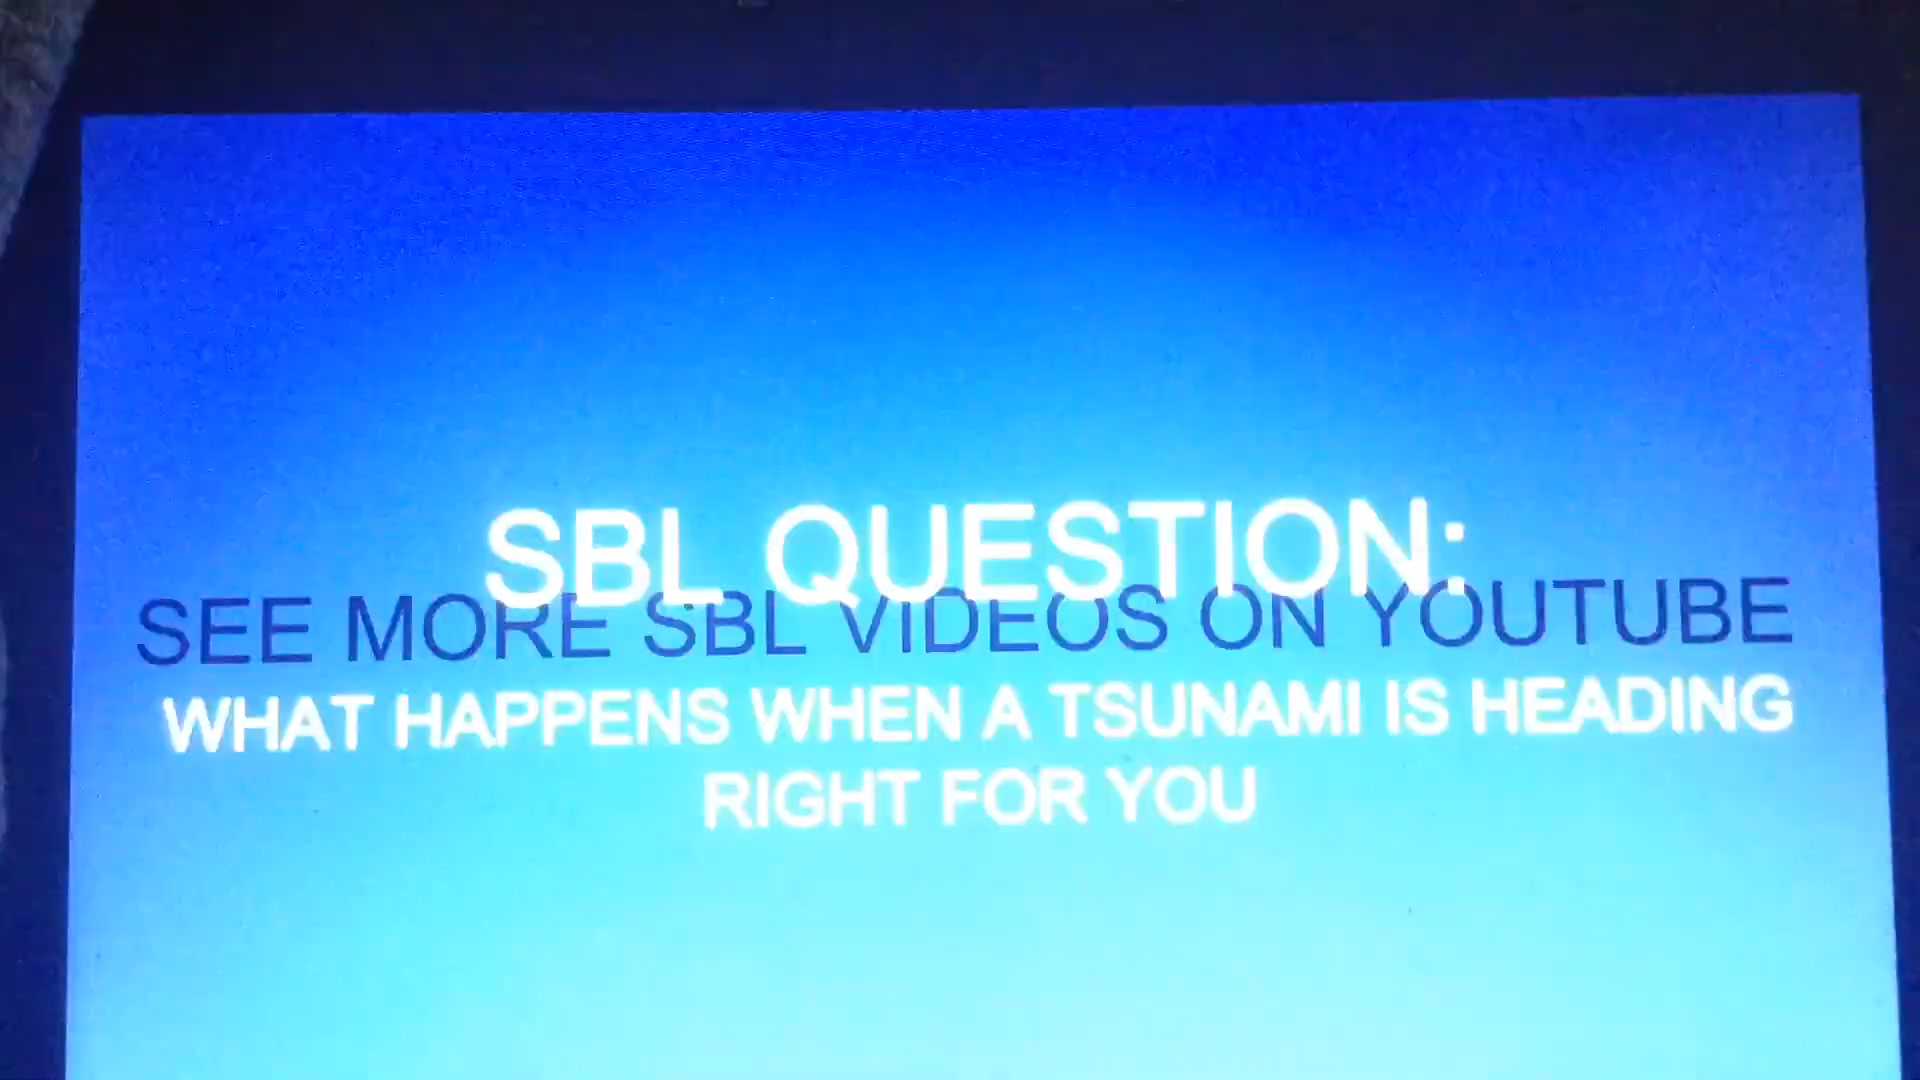 SBL QUESTION:
SEE MORE SBL VIDEOS ON YOUTUBE
WHAT HAPPENS WHEN A TSUNAMI IS HEADING
RIGHT FOR YOU